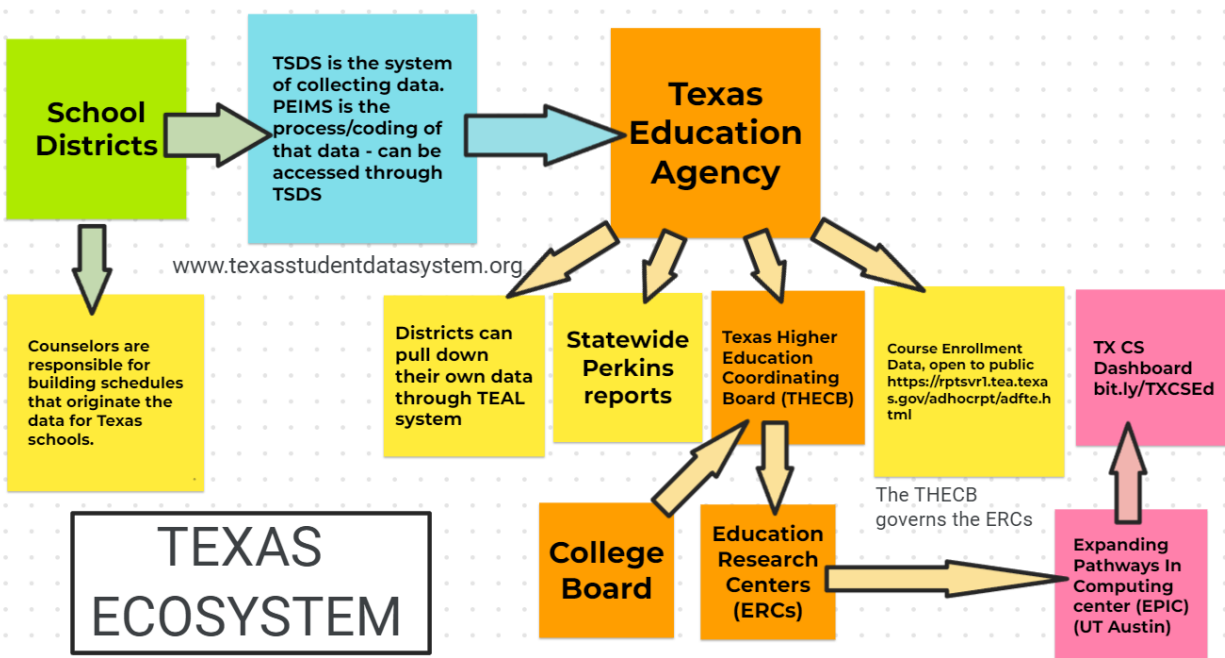 School
Districts
TSDS is the system
of collecting data.
PEIMS is the
process/coding of
that data - can be
accessed through
TSDS
Texas
Education
Agency
www.texasstudentdatasystem.org
Counselors are
responsible for
building schedules
that originate the
data for Texas
schools.
Districts can
pull down
their own data
through TEAL
system
Statewide
Perkins
reports
Texas Higher
Education
Coordinating
Board (THECB)
Course Enrollment
Data, open to public
https://rptsvr1.tea.texa
s.gov/adhocrpt/adfte.h
tml
TX CS
Dashboard
bit.ly/TXCSEd
The THECB
governs the ERCs
TEXAS
ECOSYSTEM
College
Board
Education
Research
Centers
(ERCs)
Expanding
Pathways In
Computing
center (EPIC)
(UT Austin)